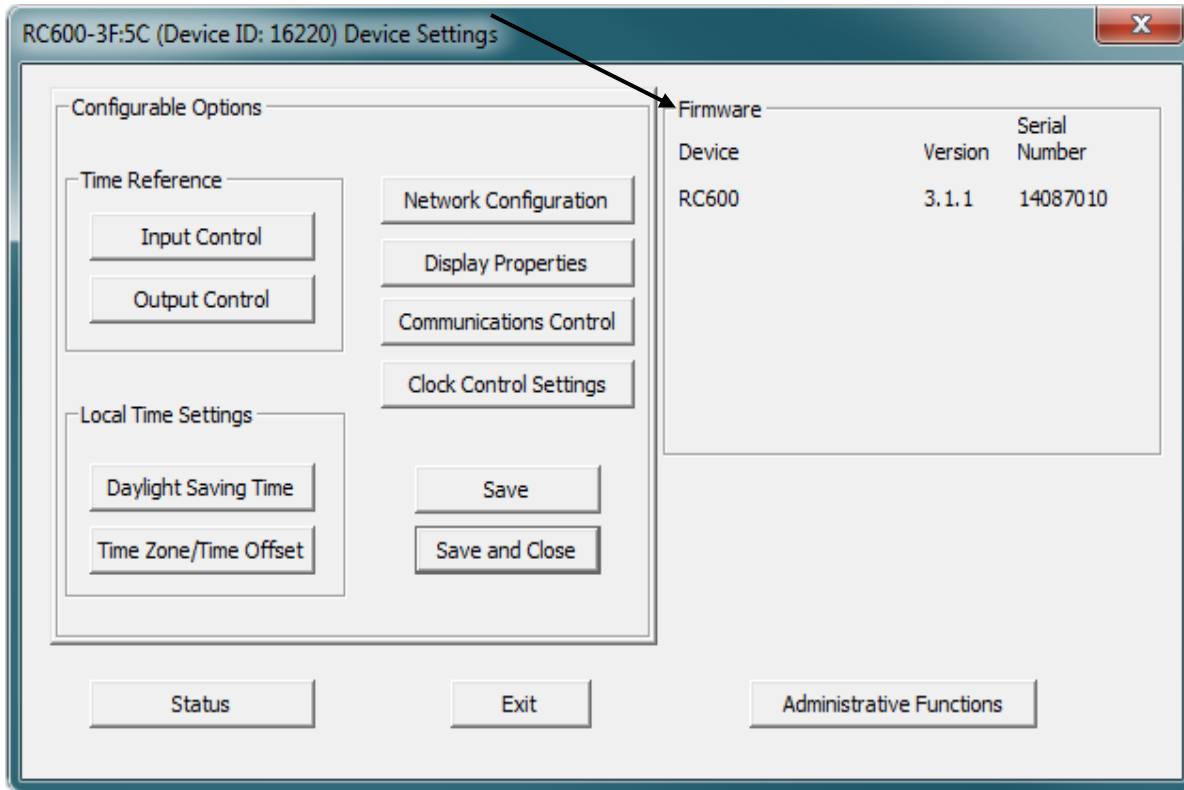 RC600-3F:5C (Device ID: 16220) Device Settings
X
Configurable Options
Time Reference
Input Control
Output Control
Local Time Settings
Daylight Saving Time
Time Zone/Time Offset
Network Configuration
Display Properties
Communications Control
Clock Control Settings
Save
Save and Close
Firmware
Device Version Serial Number
RC600 3.1.1 14087010
Status
Exit
Administrative Functions